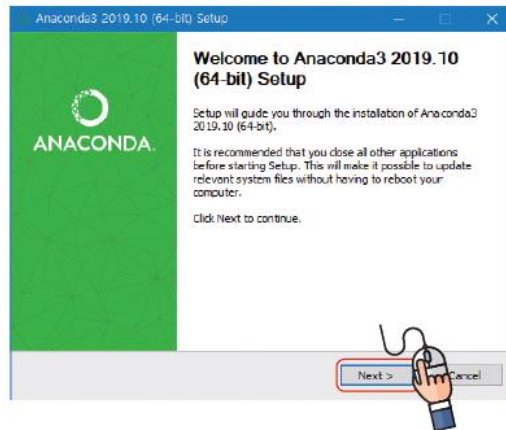 Anaconda3 2019.10 (64-bit) Setup
Welcome to Anaconda3 2019.10
(64-bit) Setup
Setup will guide you through the installation of Anaconda3
2019.10 (64-bit).
It is recommended that you close all other applications
before starting Setup. This will make it possible to update
relevant system files without having to reboot your
computer.
Click Next to continue.
ANACONDA.
Next >
Cancel